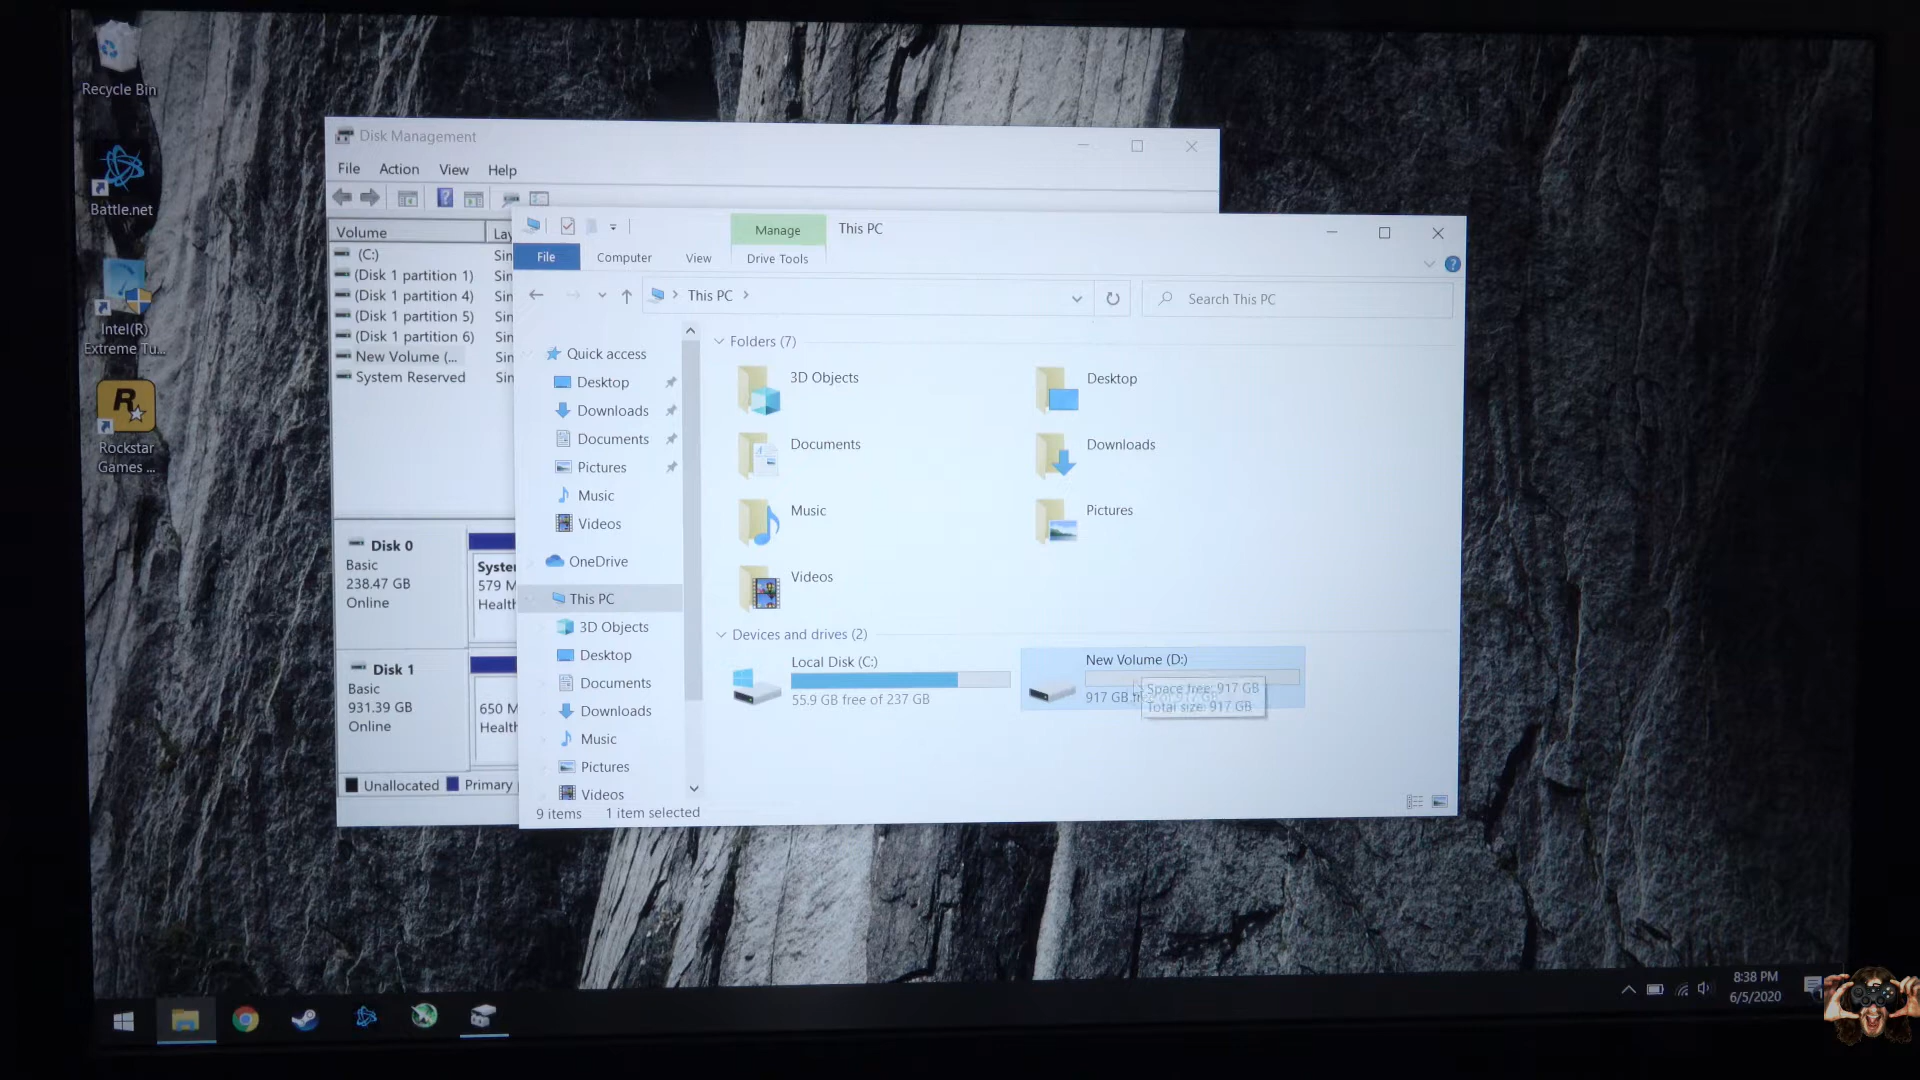 Recycle Bin
Battle.net
Intel(R)
Extreme Tu...
Rockstar
Games ...
Disk Management
File Action View Help
Volume Lay
(C:) Sin
(Disk 1 partition 1) Sin
(Disk 1 partition 4) Sin
(Disk 1 partition 5) Sin
(Disk 1 partition 6) Sin
New Volume (... Sin
System Reserved Sin
Disk 0
Basic
238.47 GB
Online
Syste
579 M
Healt
Disk 1
Basic
931.39 GB
Online
650 M
Healt
Unallocated Primary
Manage This PC
File Computer View Drive Tools
This PC
Search This PC
Quick access
Desktop
Downloads
Documents
Pictures
Music
Videos
OneDrive
This PC
3D Objects
Desktop
Documents
Downloads
Music
Pictures
Videos
Folders (7)
3D Objects
Desktop
Documents
Downloads
Music
Pictures
Videos
Devices and drives (2)
Local Disk (C:)
55.9 GB free of 237 GB
New Volume (D:)
917 GB
Space free: 917 GB
Total size: 917 GB
9 items 1 item selected
8:38 PM
6/5/2020